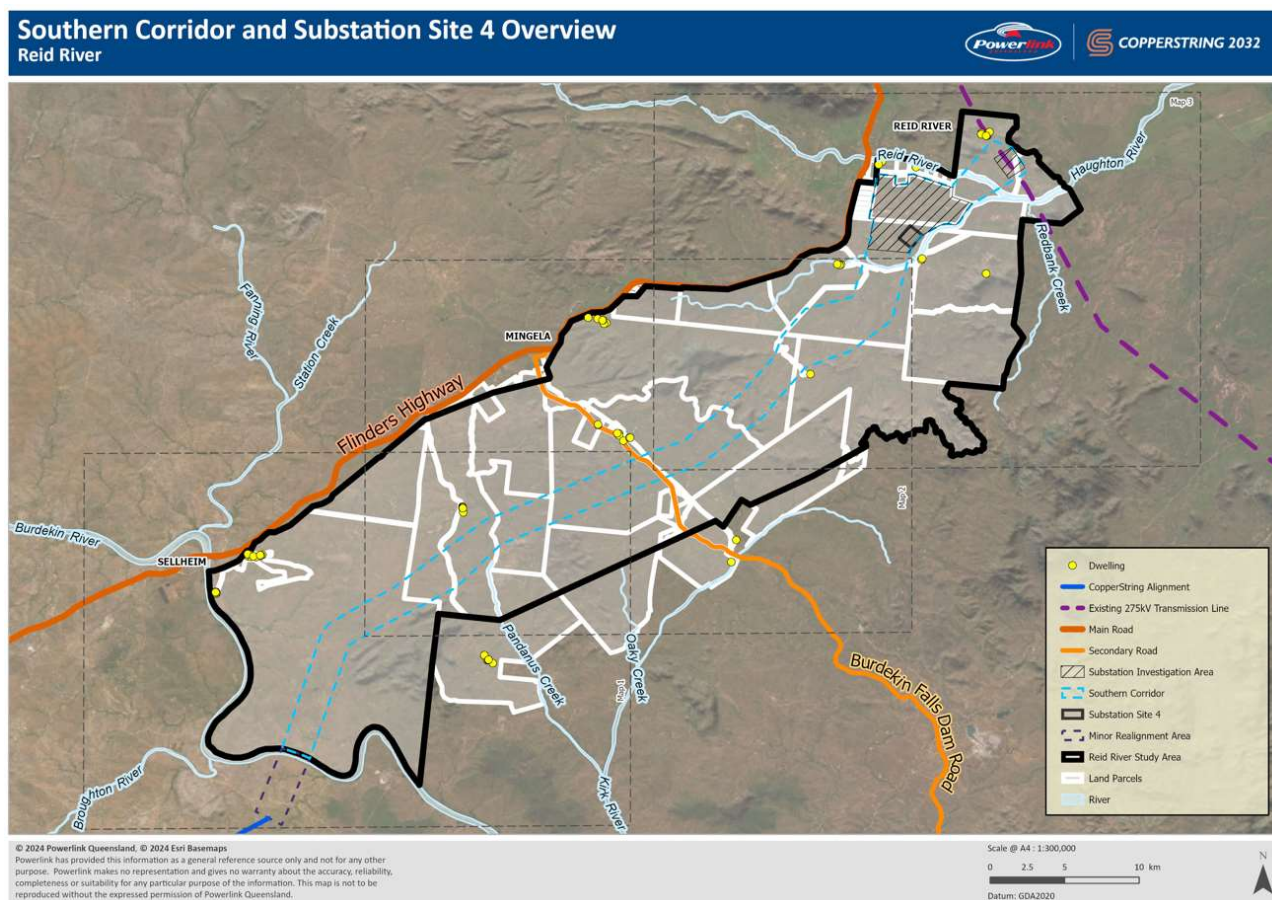 Southern Corridor and Substation Site 4 Overview
Reid River
Powerlink
QUEENSLAND
COPPERSTRING 2032
Map 3
REID RIVER
Reid River
Haughton River
Redbank Creek
Fanning River
Station Creek
MINGELA
Flinders Highway
Map 2
Burdekin River
SELLHEIM
Pandanus Creek
Oaky Creek
Map 1
Burdekin Falls Dam Road
Broughton River
Kirk River
Dwelling
CopperString Alignment
Existing 275kV Transmission Line
Main Road
Secondary Road
Substation Investigation Area
Southern Corridor
Substation Site 4
Minor Realignment Area
Reid River Study Area
Land Parcels
River
© 2024 Powerlink Queensland, © 2024 Esri Basemaps
Powerlink has provided this information as a general reference source only and not for any other
purpose. Powerlink makes no representation and gives no warranty about the accuracy, reliability,
completeness or suitability for any particular purpose of the information. This map is not to be
reproduced without the expressed permission of Powerlink Queensland.
Scale @ A4 : 1:300,000
0 2.5 5 10 km
Datum: GDA2020
N